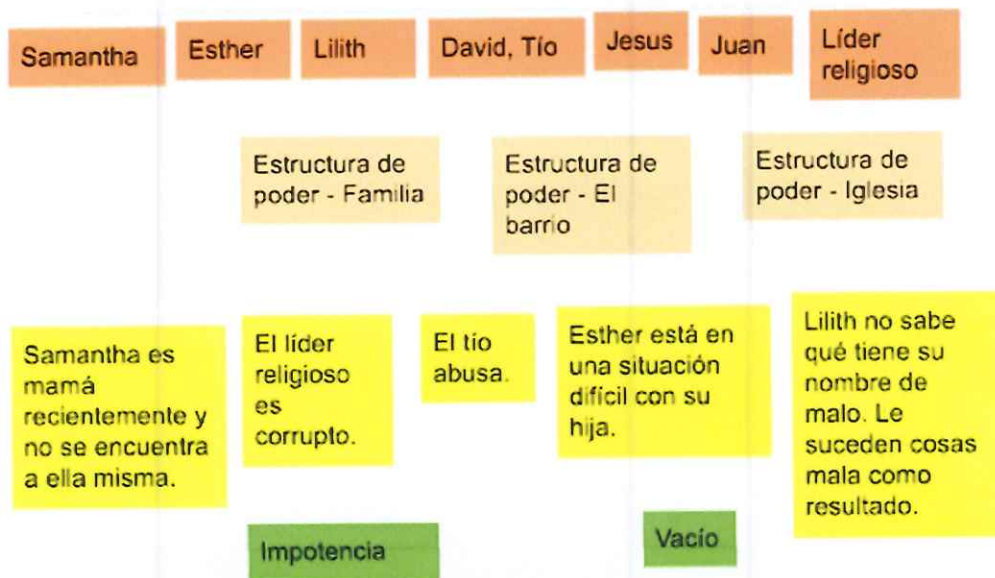 Samantha
Esther
Lilith
David, Tío
Jesus
Juan
Líder
religioso
Estructura de
poder - Familia
Estructura de
poder - El
barrio
Estructura de
poder - Iglesia
Samantha es
mamá
recientemente y
no se encuentra
a ella misma.
El líder
religioso
es
corrupto.
El tío
abusa.
Esther está en
una situación
difícil con su
hija.
Lilith no sabe
qué tiene su
nombre de
malo. Le
suceden cosas
mala como
resultado.
Impotencia
Vacío